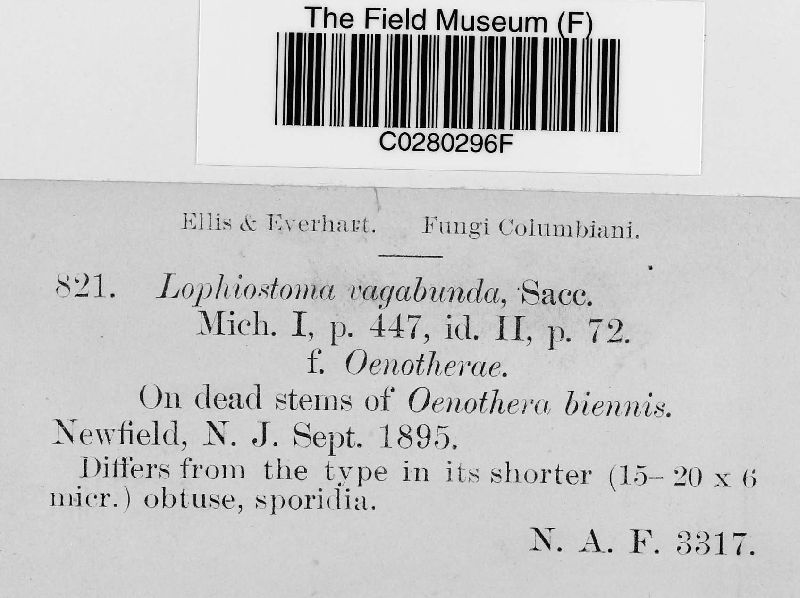 The Field Museum (F)
C0280296F
Ellis & Everhart. Fungi Columbiani.
821. Lophiostoma vagabunda, Sacc.
Mich. I, p. 447, id. II, p. 72.
f. Oenotherae.
On dead stems of Oenothera biennis.
Newfield, N. J. Sept. 1895.
Differs from the type in its shorter (15–20 x 6
micr.) obtuse, sporidia.
N. A. F. 3317.